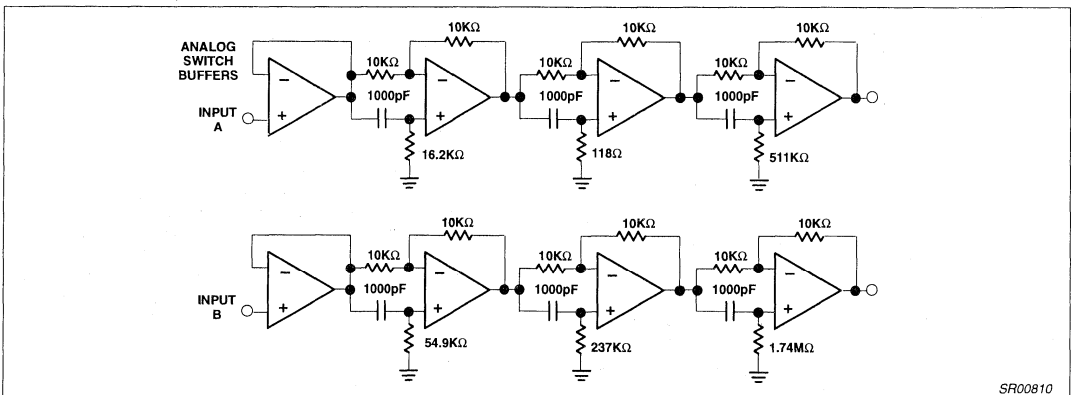 10KΩ 10KΩ 10KΩ
ANALOG
SWITCH
BUFFERS
10KΩ 10KΩ 10KΩ
1000pF 1000pF 1000pF
INPUT
A
16.2KΩ 118Ω 511KΩ
10KΩ 10KΩ 10KΩ
10KΩ 10KΩ 10KΩ
1000pF 1000pF 1000pF
INPUT
B
54.9KΩ 237KΩ 1.74MΩ
SR00810